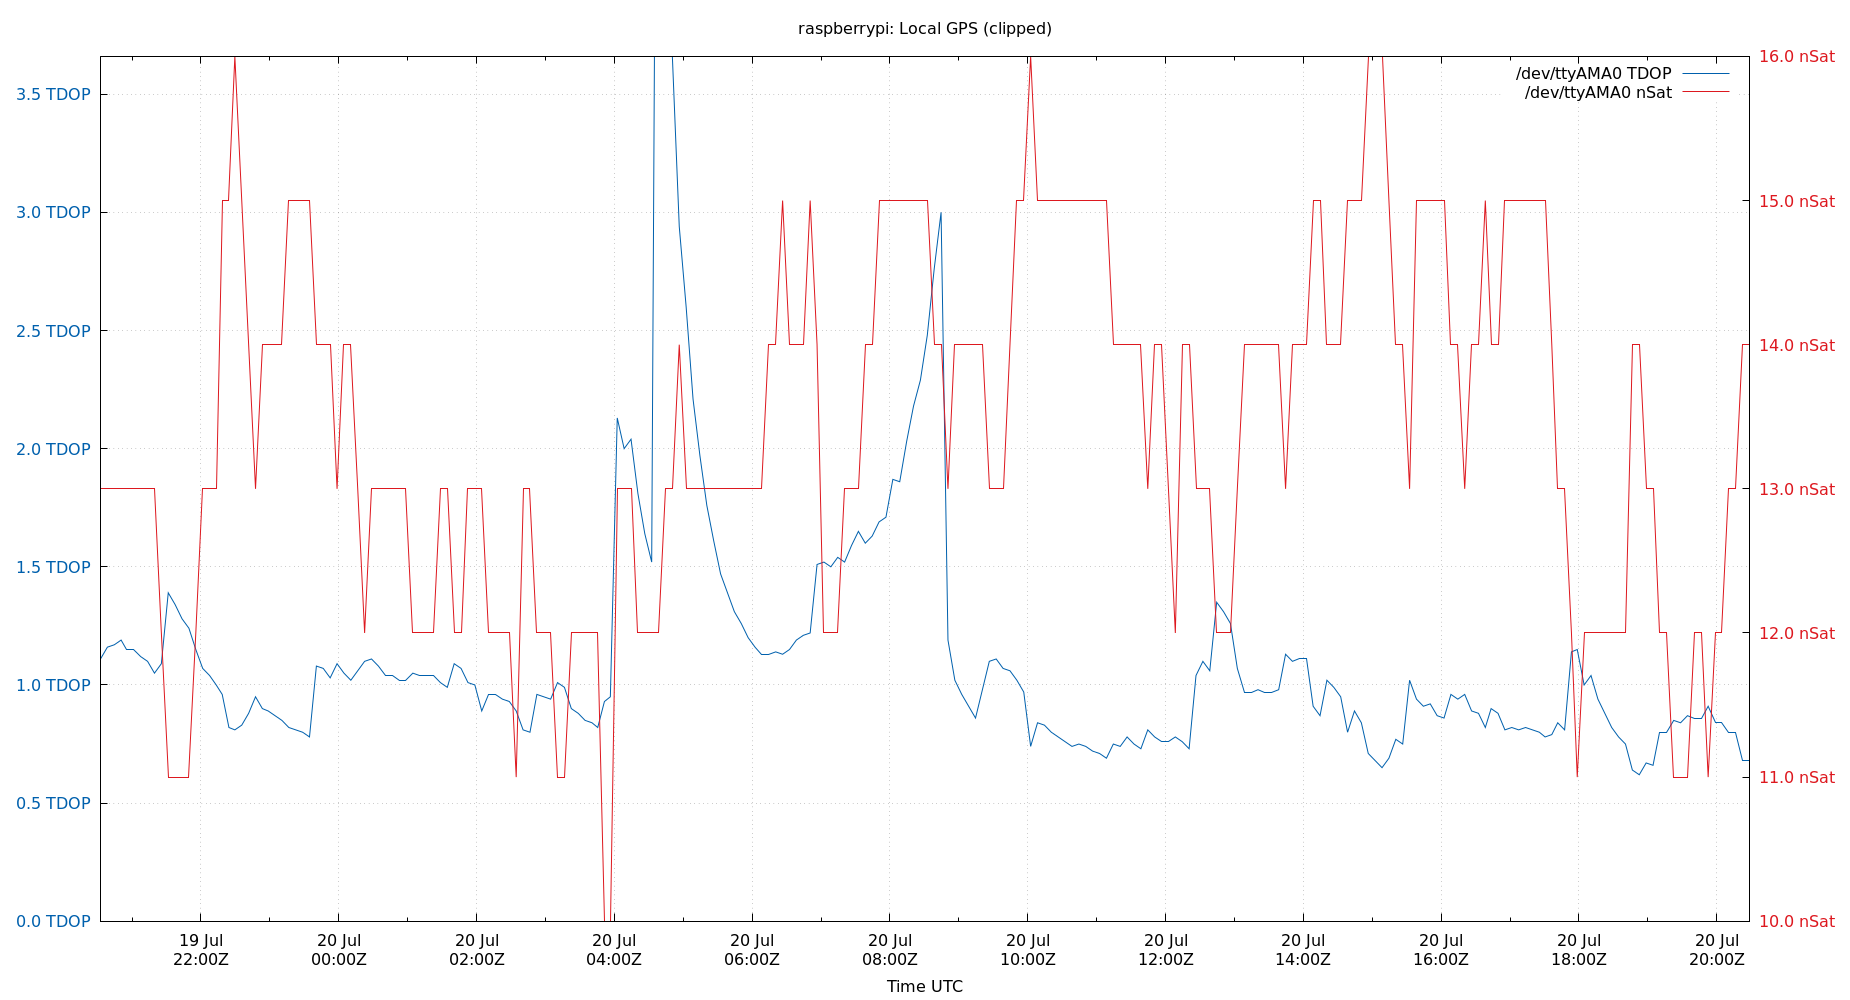 raspberrypi: Local GPS (clipped)
/dev/ttyAMA0 TDOP
/dev/ttyAMA0 nSat
3.5 TDOP
3.0 TDOP
2.5 TDOP
2.0 TDOP
1.5 TDOP
1.0 TDOP
0.5 TDOP
0.0 TDOP
16.0 nSat
15.0 nSat
14.0 nSat
13.0 nSat
12.0 nSat
11.0 nSat
10.0 nSat
19 Jul
22:00Z
20 Jul
00:00Z
20 Jul
02:00Z
20 Jul
04:00Z
20 Jul
06:00Z
20 Jul
08:00Z
20 Jul
10:00Z
20 Jul
12:00Z
20 Jul
14:00Z
20 Jul
16:00Z
20 Jul
18:00Z
20 Jul
20:00Z
Time UTC